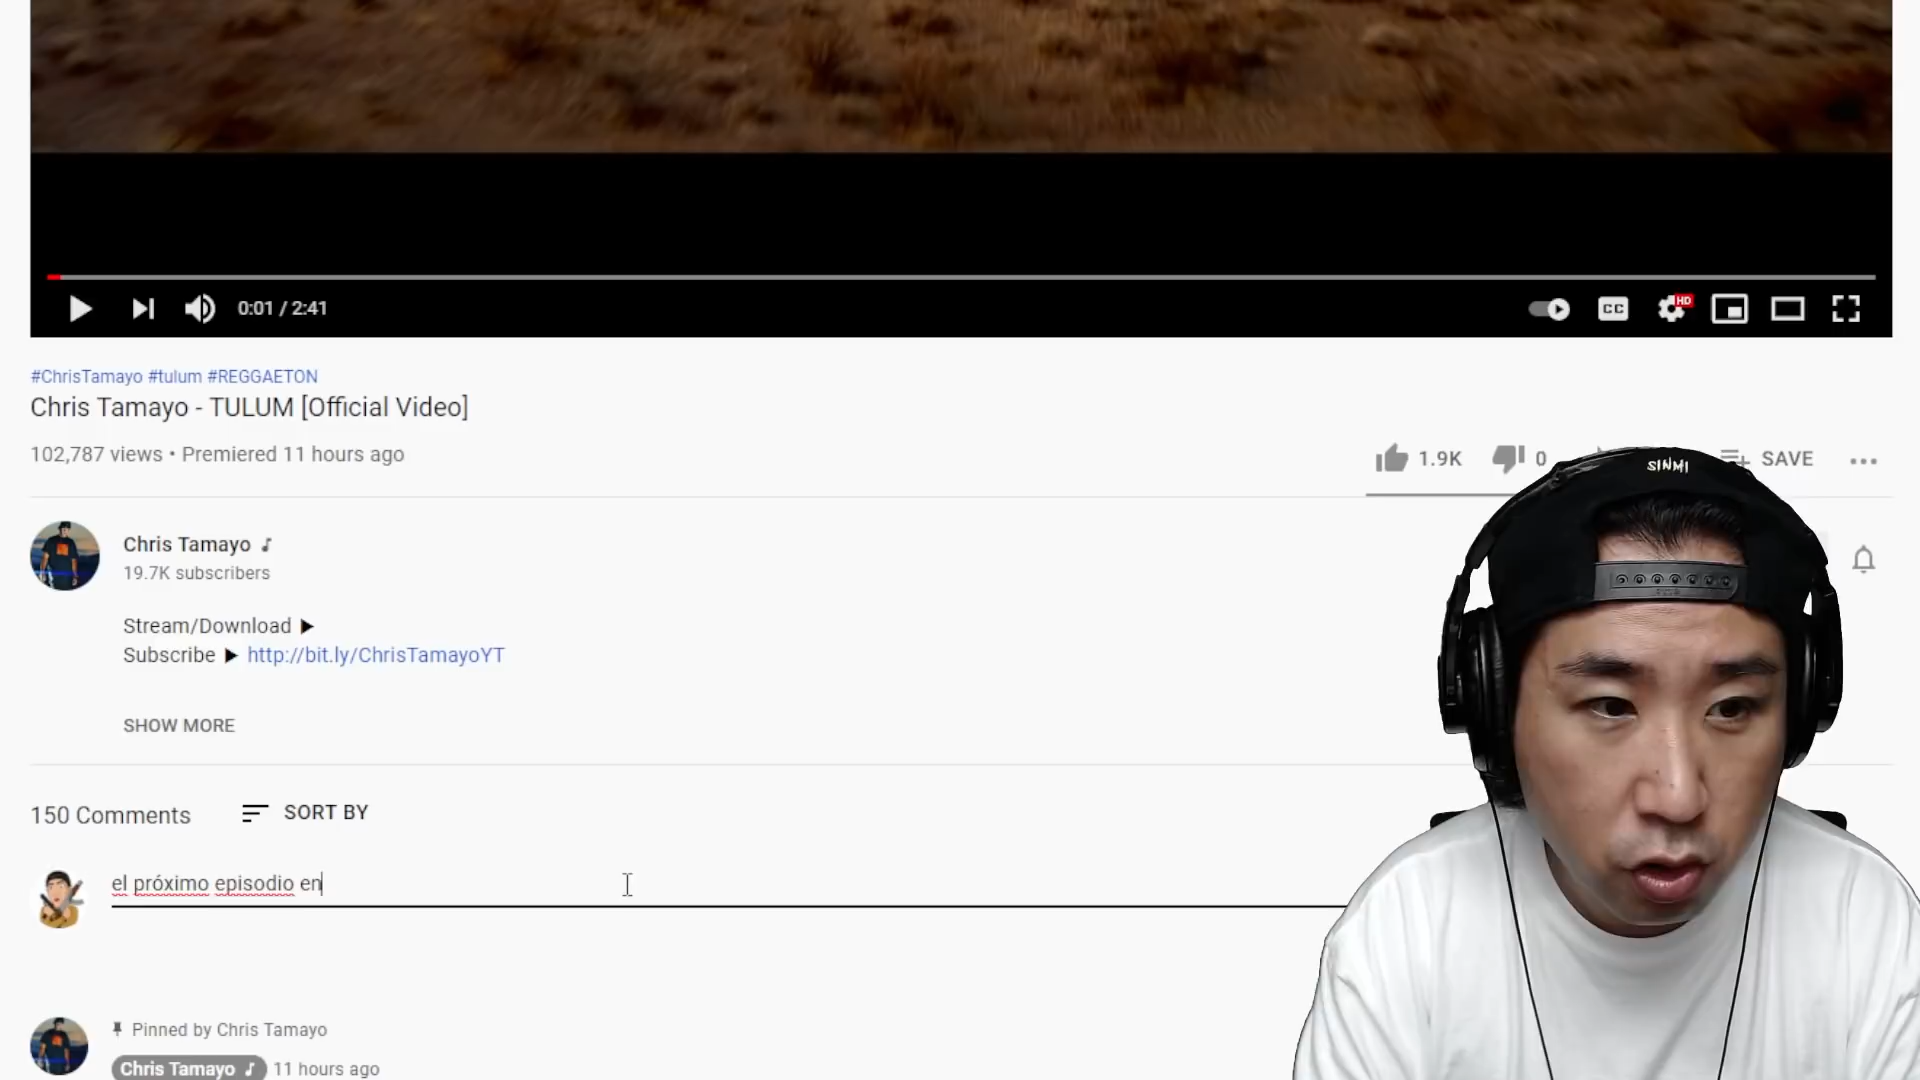 0:01 / 2:41
CC
HD
#ChrisTamayo #tulum #REGGAETON
Chris Tamayo - TULUM [Official Video]
102,787 views • Premiered 11 hours ago
1.9K
0
SAVE
SINMI
Chris Tamayo
19.7K subscribers
Stream/Download ▶
Subscribe ▶ http://bit.ly/ChrisTamayoYT
SHOW MORE
150 Comments
SORT BY
el próximo episodio en
Pinned by Chris Tamayo
Chris Tamayo
11 hours ago